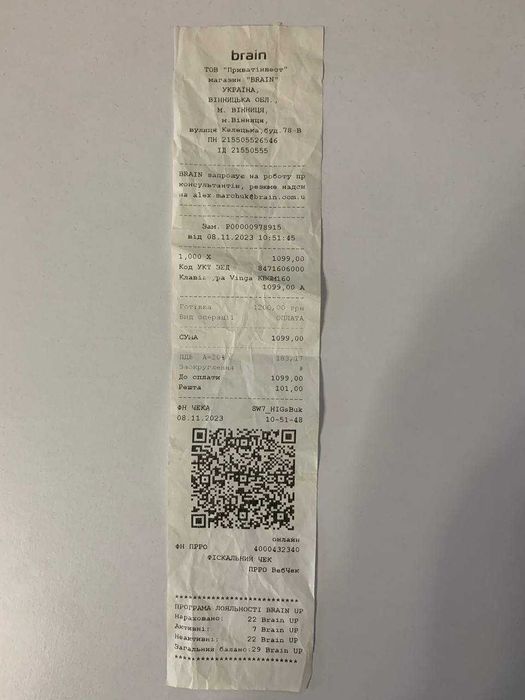 brain
ТОВ "Приватінвест"
магазин "BRAIN"
УКРАЇНА,
ВІННИЦЬКА ОБЛ.,
м. ВІННИЦЯ,
м.Вінниця,
вулиця Келецька,буд.78-В
ПН 215505526546
ІД 21550555
BRAIN запрошує на роботу пр
консультантів, резюме надси
на alex.marchuk@brain.com.u
Зам. P00000978915
від 08.11.2023 10:51:45
1,000 X 1099,00
Код УКТ ЗЕД 8471606000
Клавіатура Vinga
1099,00 А
Готівка 1200,00 грн
Вид операції ОПЛАТА
СУМА 1099,00
ПДВ А=20% 183,17
Заокруглення
До сплати 1099,00
Решта 101,00
ФН ЧЕКА SW7_HIGsBuk
08.11.2023 10-51-48
онлайн
ФН ПРРО 4000432340
ФІСКАЛЬНИЙ ЧЕК
ПРРО ВебЧек
*************************
ПРОГРАМА ЛОЯЛЬНОСТІ BRAIN UP
Нараховано: 22 Brain UP
Активні: 7 Brain UP
Неактивні: 22 Brain UP
Загальний баланс:29 Brain UP
*************************